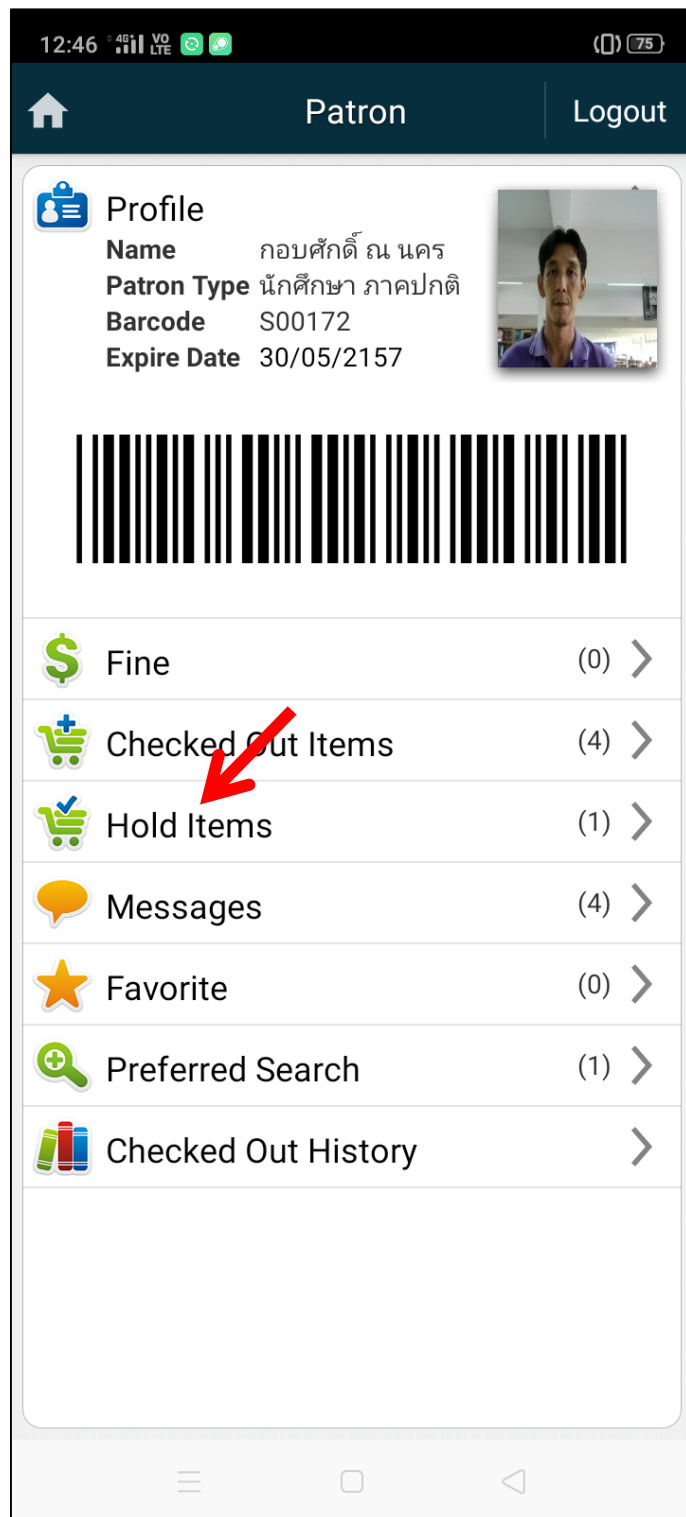 12:46 4G VO LTE 75
Patron Logout
Profile
Name กอบศักดิ์ ณ นคร
Patron Type นักศึกษา ภาคปกติ
Barcode S00172
Expire Date 30/05/2157
Fine (0)
Checked Out Items (4)
Hold Items (1)
Messages (4)
Favorite (0)
Preferred Search (1)
Checked Out History